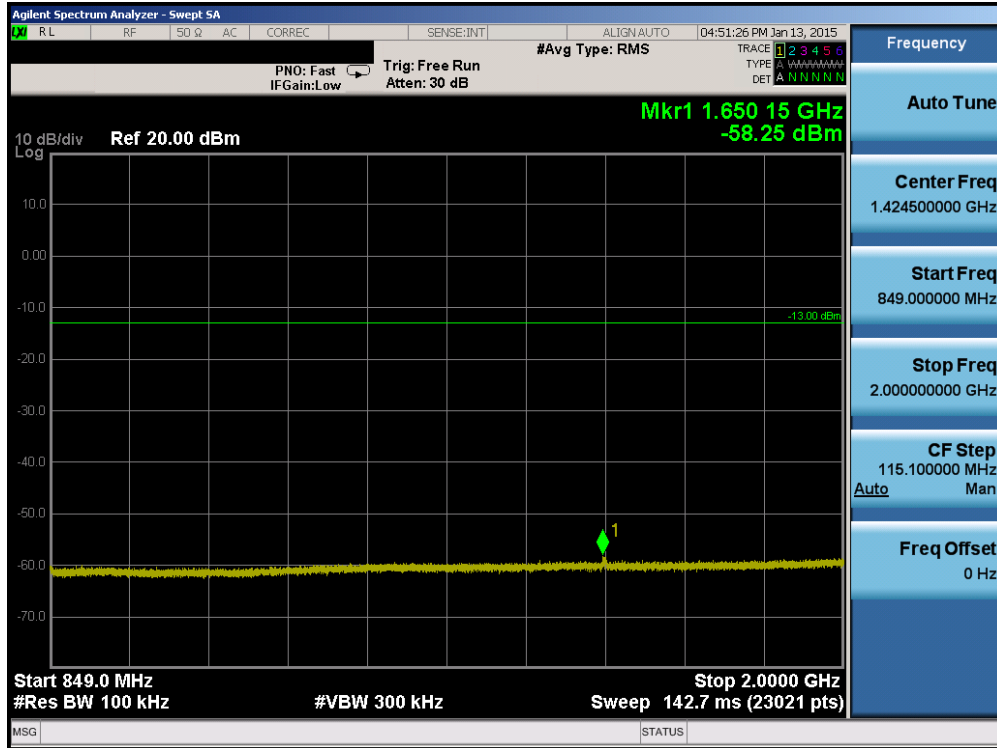 Agilent Spectrum Analyzer - Swept SA
LXI RL RF 50 Ω AC CORREC SENSE:INT ALIGN AUTO 04:51:26 PM Jan 13, 2015
#Avg Type: RMS TRACE 1 2 3 4 5 6
PNO: Fast Trig: Free Run TYPE A WWWWW
IFGain:Low Atten: 30 dB DET A N N N N N
Mkr1 1.650 15 GHz
-58.25 dBm
10 dB/div Ref 20.00 dBm
Log
10.0
0.00
-10.0
-13.00 dBm
-20.0
-30.0
-40.0
-50.0
1
-60.0
-70.0
Start 849.0 MHz Stop 2.0000 GHz
#Res BW 100 kHz #VBW 300 kHz Sweep 142.7 ms (23021 pts)
MSG STATUS
Frequency
Auto Tune
Center Freq
1.424500000 GHz
Start Freq
849.000000 MHz
Stop Freq
2.000000000 GHz
CF Step
115.100000 MHz
Auto Man
Freq Offset
0 Hz